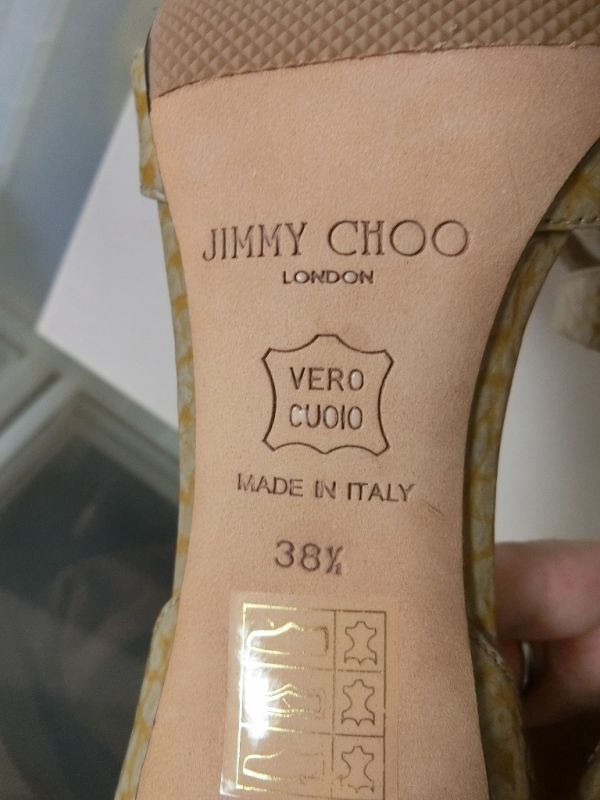 JIMMY CHOO
LONDON
VERO
CUOIO
MADE IN ITALY
38½